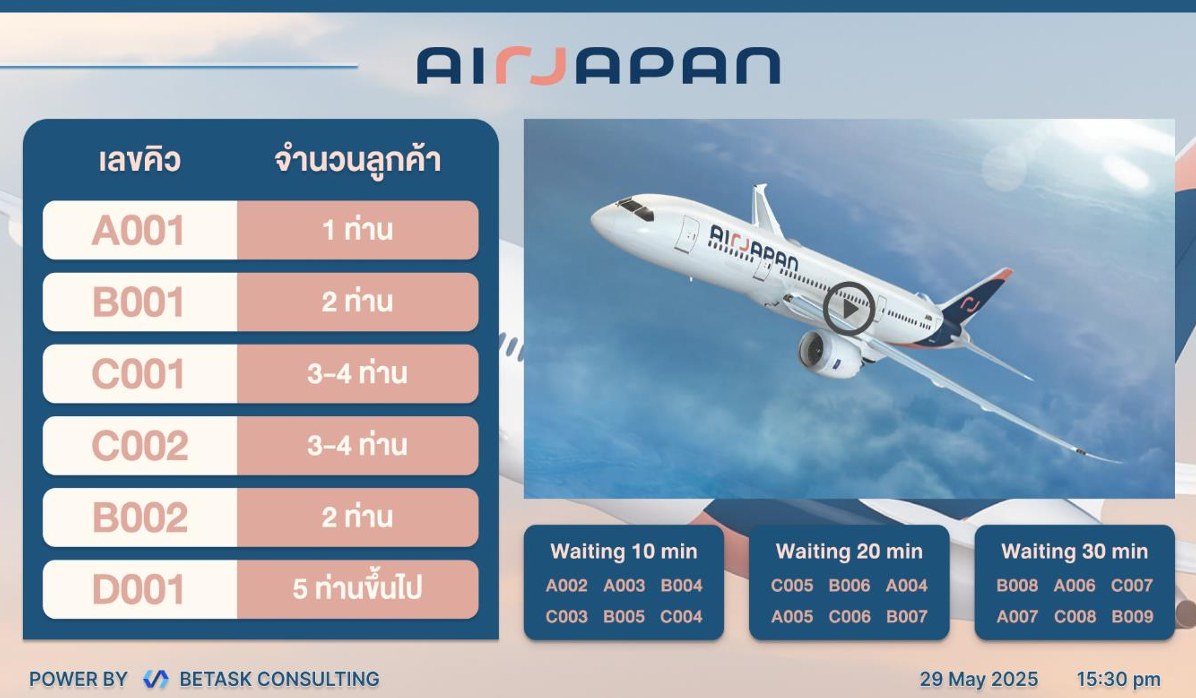 AIRJAPAN
เลขคิว จำนวนลูกค้า
A001 1 ท่าน
B001 2 ท่าน
C001 3-4 ท่าน
C002 3-4 ท่าน
B002 2 ท่าน
D001 5 ท่านขึ้นไป
AIRJAPAN
Waiting 10 min
A002 A003 B004
C003 B005 C004
Waiting 20 min
C005 B006 A004
A005 C006 B007
Waiting 30 min
B008 A006 C007
A007 C008 B009
POWER BY BETASK CONSULTING
29 May 2025 15:30 pm